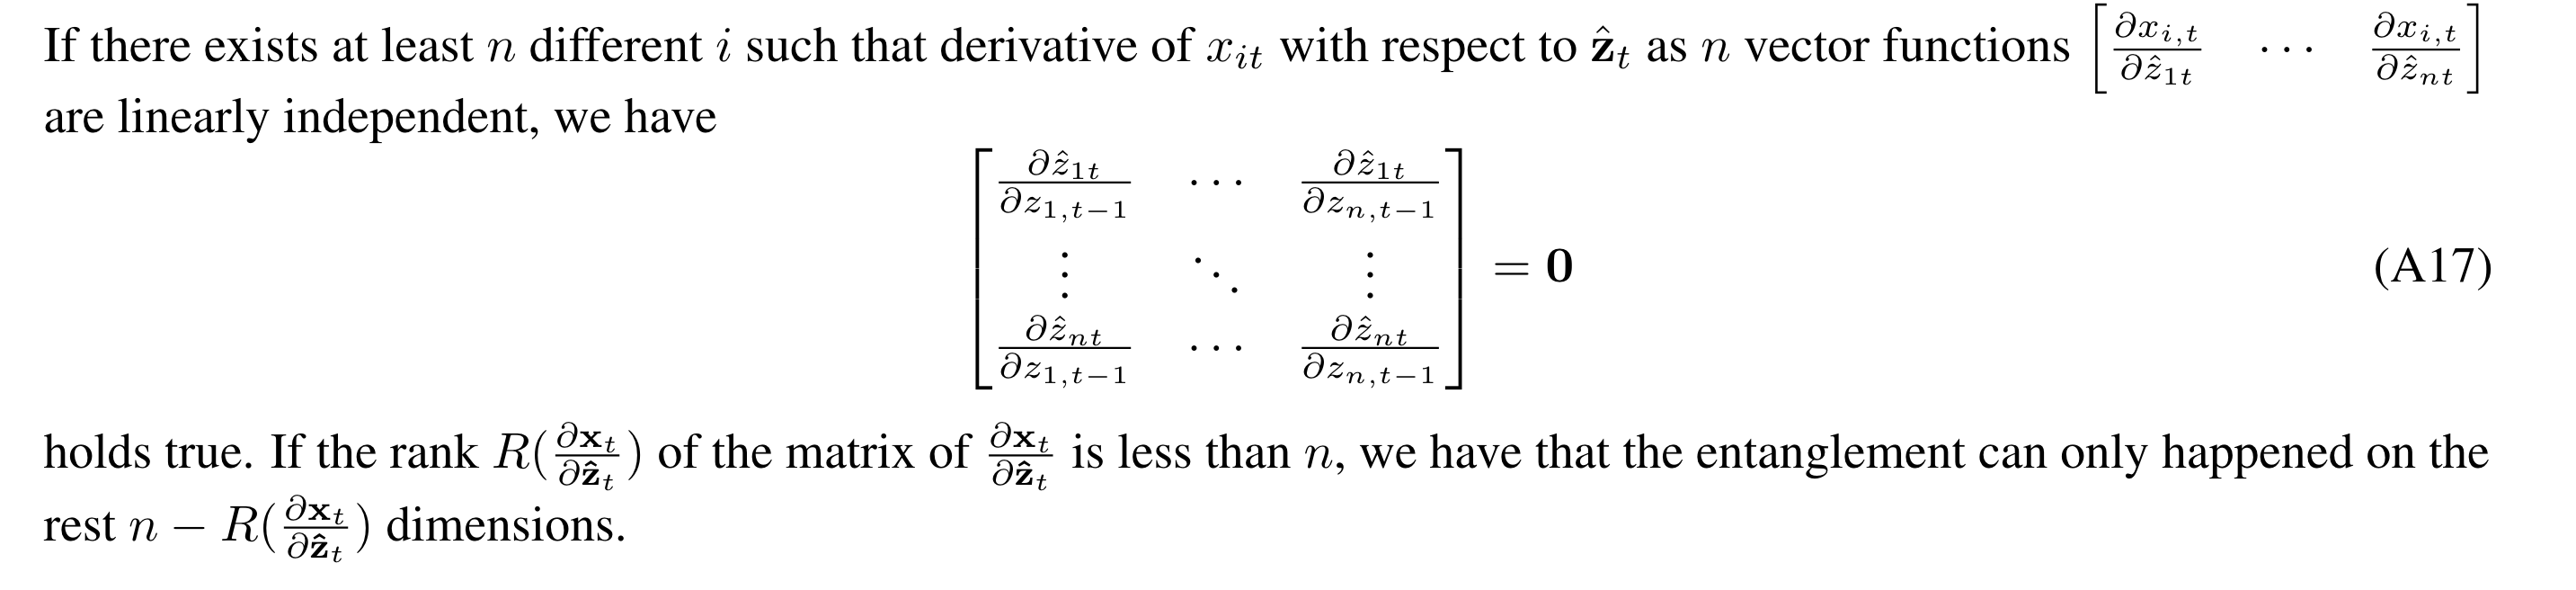 If there exists at least $n$ different $i$ such that derivative of $x_{it}$ with respect to $\hat{\mathbf{z}}_t$ as $n$ vector functions $\left[\frac{\partial x_{i,t}}{\partial \hat{z}_{1t}} \quad \cdots \quad \frac{\partial x_{i,t}}{\partial \hat{z}_{nt}}\right]$
are linearly independent, we have
$\begin{bmatrix} \frac{\partial \hat{z}_{1t}}{\partial z_{1,t-1}} & \cdots & \frac{\partial \hat{z}_{1t}}{\partial z_{n,t-1}} \\ \vdots & \ddots & \vdots \\ \frac{\partial \hat{z}_{nt}}{\partial z_{1,t-1}} & \cdots & \frac{\partial \hat{z}_{nt}}{\partial z_{n,t-1}} \end{bmatrix} = \mathbf{0}$ (A17)
holds true. If the rank $R(\frac{\partial \mathbf{x}_t}{\partial \hat{\mathbf{z}}_t})$ of the matrix of $\frac{\partial \mathbf{x}_t}{\partial \hat{\mathbf{z}}_t}$ is less than $n$, we have that the entanglement can only happened on the
rest $n - R(\frac{\partial \mathbf{x}_t}{\partial \hat{\mathbf{z}}_t})$ dimensions.